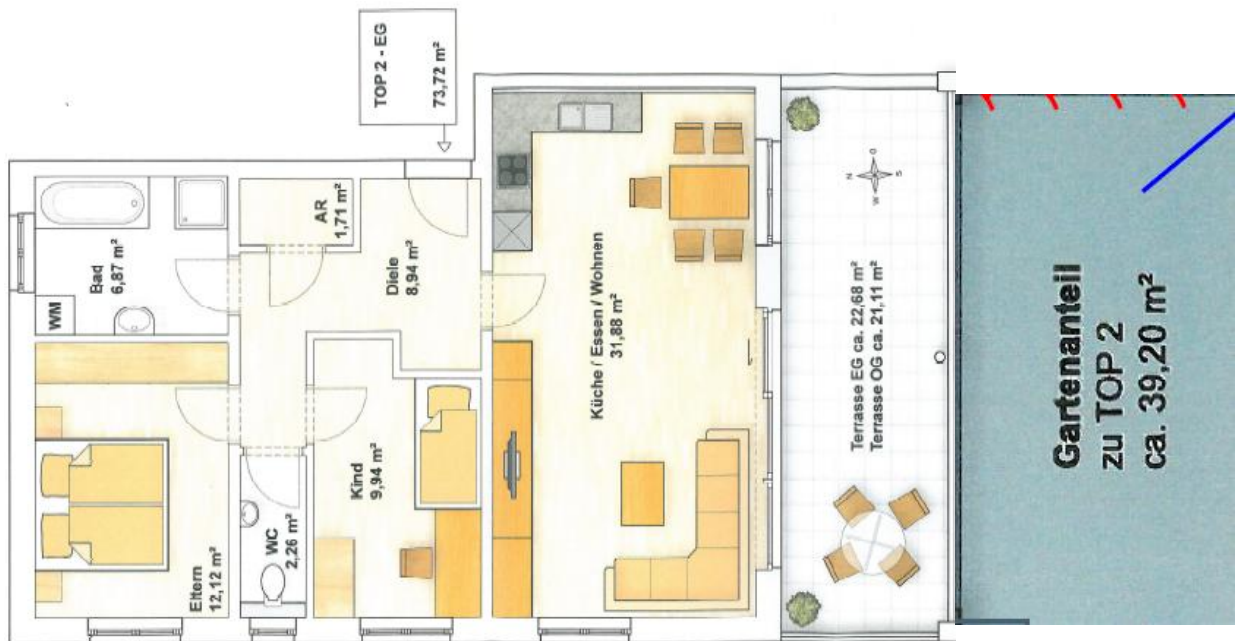 TOP 2 - EG
73,72 m²
Bad
6,87 m²
WM
AR
1,71 m²
Diele
8,94 m²
Küche / Essen / Wohnen
31,88 m²
Eltern
12,12 m²
WC
2,26 m²
Kind
9,94 m²
Terrasse EG ca. 22,68 m²
Terrasse OG ca. 21,11 m²
N
O
W
S
Gartenanteil
zu TOP 2
ca. 39,20 m²